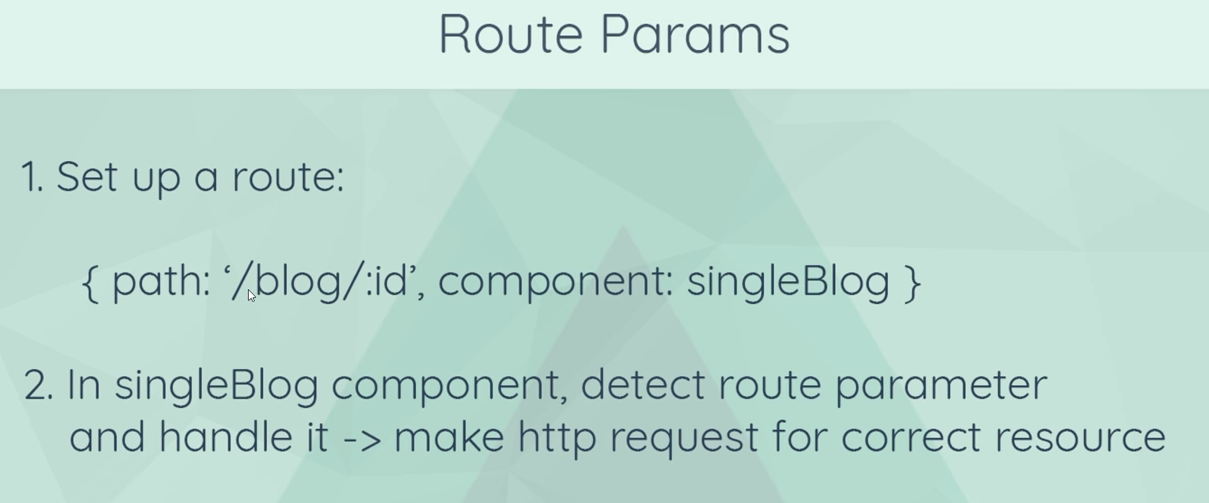 Route Params
1. Set up a route:
{ path: ‘/blog/:id’, component: singleBlog }
2. In singleBlog component, detect route parameter
and handle it -> make http request for correct resource